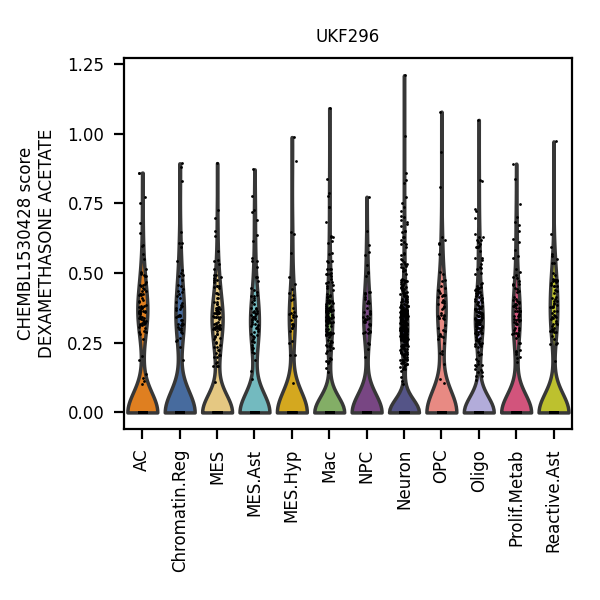 UKF296
CHEMBL1530428 score
DEXAMETHASONE ACETATE
1.25
1.00
0.75
0.50
0.25
0.00
AC
Chromatin.Reg
MES
MES.Ast
MES.Hyp
Mac
NPC
Neuron
OPC
Oligo
Prolif.Metab
Reactive.Ast